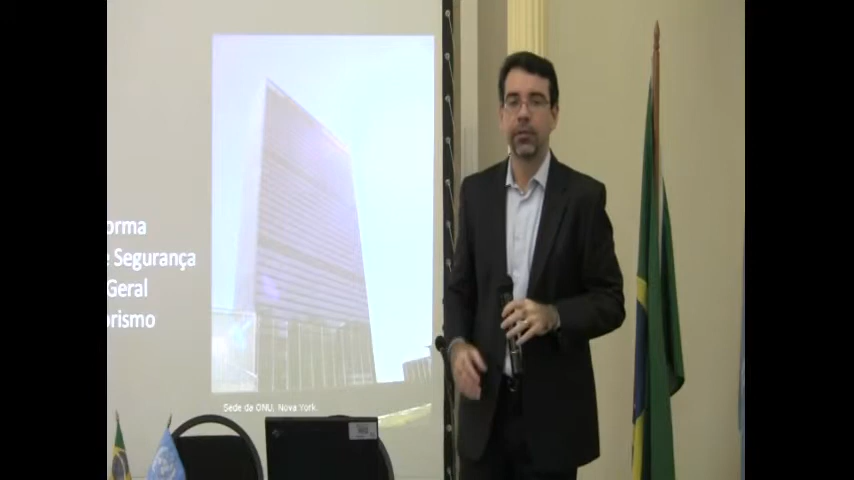 orma
e Segurança
Geral
orismo
Sede da ONU. Nova York.